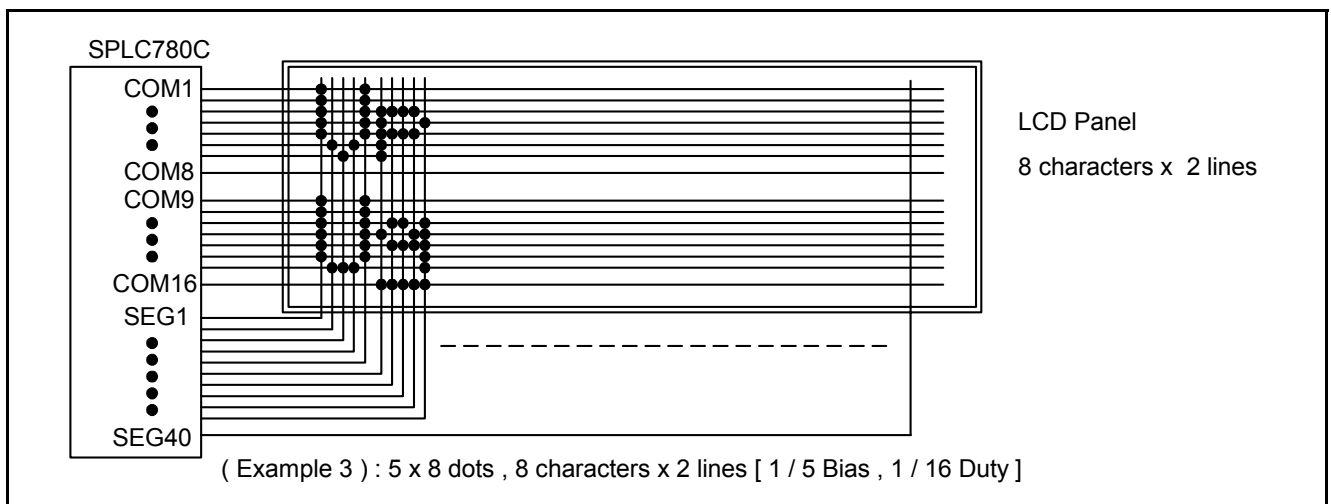 SPLC780C
COM1
COM8
COM9
COM16
SEG1
SEG40
LCD Panel
8 characters x 2 lines
( Example 3 ) : 5 x 8 dots , 8 characters x 2 lines [ 1 / 5 Bias , 1 / 16 Duty ]